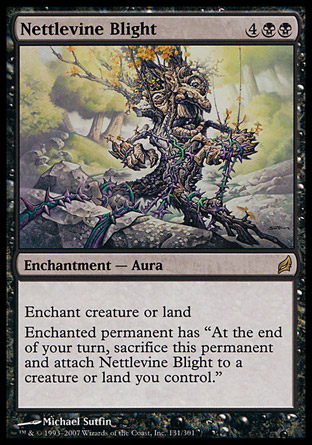 Nettlevine Blight 4
Enchantment — Aura
Enchant creature or land
Enchanted permanent has “At the end
of your turn, sacrifice this permanent
and attach Nettlevine Blight to a
creature or land you control.”
Michael Sutfin
™ & © 1993–2007 Wizards of the Coast, Inc. 131/301